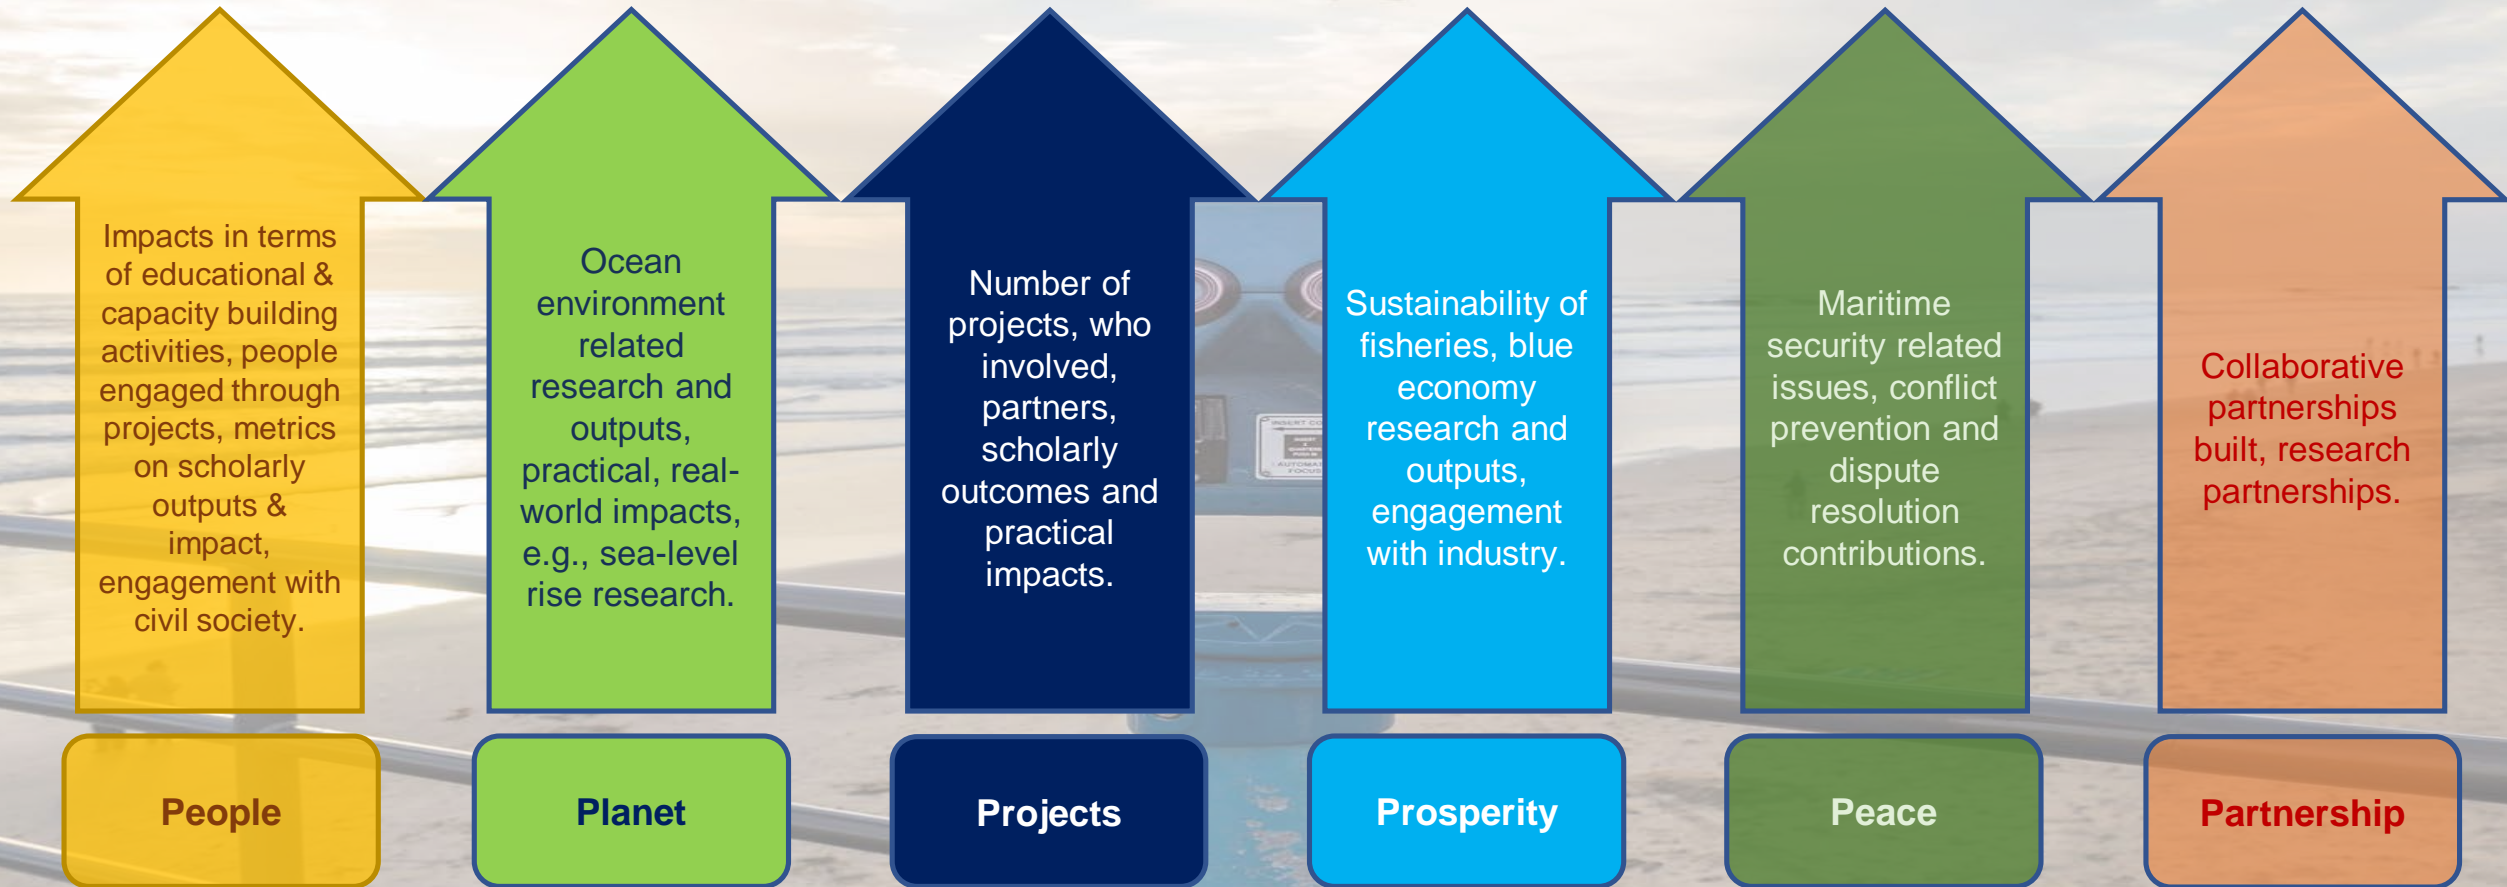 Impacts in terms
of educational &
capacity building
activities, people
engaged through
projects, metrics
on scholarly
outputs &
impact,
engagement with
civil society.
Ocean
environment
related
research and
outputs,
practical, real-
world impacts,
e.g., sea-level
rise research.
Number of
projects, who
involved,
partners,
scholarly
outcomes and
practical
impacts.
Sustainability of
fisheries, blue
economy
research and
outputs,
engagement
with industry.
Maritime
security related
issues, conflict
prevention and
dispute
resolution
contributions.
Collaborative
partnerships
built, research
partnerships.
People
Planet
Projects
Prosperity
Peace
Partnership